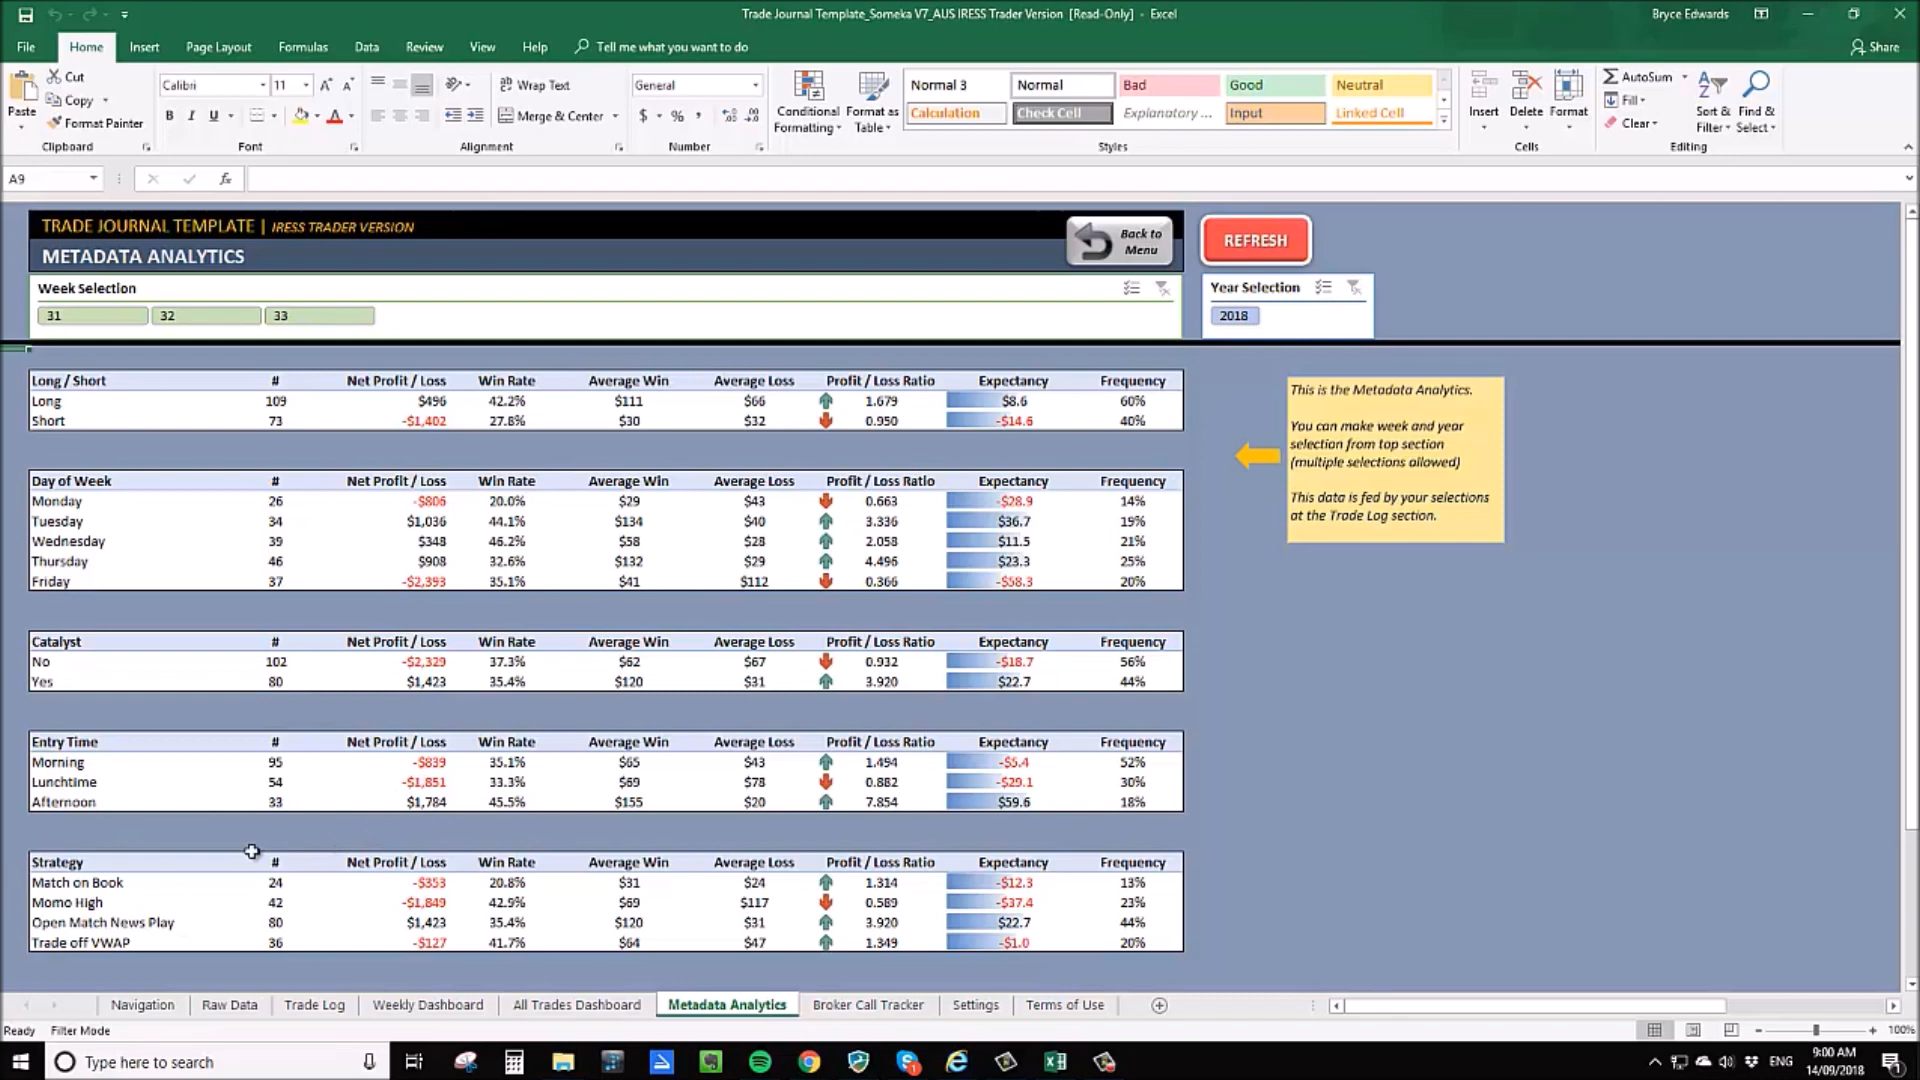 Trade Journal Template_Someka V7_AUS IRESS Trader Version [Read-Only] - Excel
Bryce Edwards
File Home Insert Page Layout Formulas Data Review View Help Tell me what you want to do Share
Cut
Copy
Format Painter
Paste
Clipboard
Calibri 11
B I U
Font
Wrap Text
Merge & Center
Alignment
General
$ % ,
Number
Conditional Formatting
Format as Table
Normal 3 Normal Bad Good Neutral
Calculation Check Cell Explanatory ... Input Linked Cell
Styles
Insert Delete Format
Cells
AutoSum
Fill
Clear
Sort & Filter
Find & Select
Editing
A9
fx
TRADE JOURNAL TEMPLATE | IRESS TRADER VERSION
METADATA ANALYTICS
Back to Menu
REFRESH
Week Selection
31 32 33
Year Selection
2018
Long / Short # Net Profit / Loss Win Rate Average Win Average Loss Profit / Loss Ratio Expectancy Frequency
Long 109 $496 42.2% $111 $66 1.679 $8.6 60%
Short 73 -$1,402 27.8% $30 $32 0.950 -$14.6 40%
Day of Week # Net Profit / Loss Win Rate Average Win Average Loss Profit / Loss Ratio Expectancy Frequency
Monday 26 -$806 20.0% $29 $43 0.663 -$28.9 14%
Tuesday 34 $1,036 44.1% $134 $40 3.336 $36.7 19%
Wednesday 39 $348 46.2% $58 $28 2.058 $11.5 21%
Thursday 46 $908 32.6% $132 $29 4.496 $23.3 25%
Friday 37 -$2,393 35.1% $41 $112 0.366 -$58.3 20%
Catalyst # Net Profit / Loss Win Rate Average Win Average Loss Profit / Loss Ratio Expectancy Frequency
No 102 -$2,329 37.3% $62 $67 0.932 -$18.7 56%
Yes 80 $1,423 35.4% $120 $31 3.920 $22.7 44%
Entry Time # Net Profit / Loss Win Rate Average Win Average Loss Profit / Loss Ratio Expectancy Frequency
Morning 95 -$839 35.1% $65 $43 1.494 -$5.4 52%
Lunchtime 54 -$1,851 33.3% $69 $78 0.882 -$29.1 30%
Afternoon 33 $1,784 45.5% $155 $20 7.854 $59.6 18%
Strategy # Net Profit / Loss Win Rate Average Win Average Loss Profit / Loss Ratio Expectancy Frequency
Match on Book 24 -$353 20.8% $31 $24 1.314 -$12.3 13%
Momo High 42 -$1,849 42.9% $69 $117 0.589 -$37.4 23%
Open Match News Play 80 $1,423 35.4% $120 $31 3.920 $22.7 44%
Trade off VWAP 36 -$127 41.7% $64 $47 1.349 -$1.0 20%
This is the Metadata Analytics.
You can make week and year
selection from top section
(multiple selections allowed)
This data is fed by your selections
at the Trade Log section.
Navigation Raw Data Trade Log Weekly Dashboard All Trades Dashboard Metadata Analytics Broker Call Tracker Settings Terms of Use
Ready Filter Mode
100%
Type here to search
ENG
9:00 AM
14/09/2018